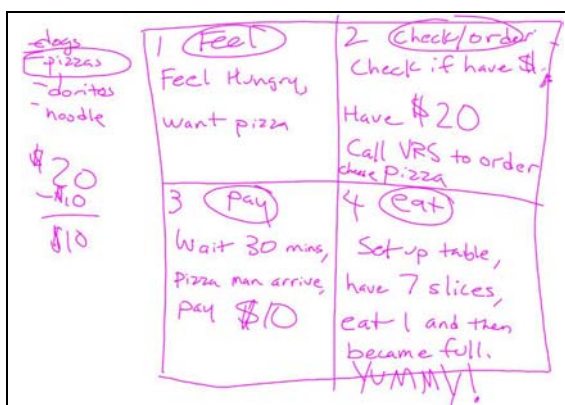 -dogs
-pizzas
-doritos
-noodle
$20
-$10
$10
1 Feel
Feel Hungry,
want pizza
2 Check/order
Check if have $,
Have $20
Call VRS to order
cheese pizza
3 Pay
Wait 30 mins,
Pizza man arrive,
pay $10
4 eat
Set up table,
have 7 slices,
eat 1 and then
became full.
YUMMY!